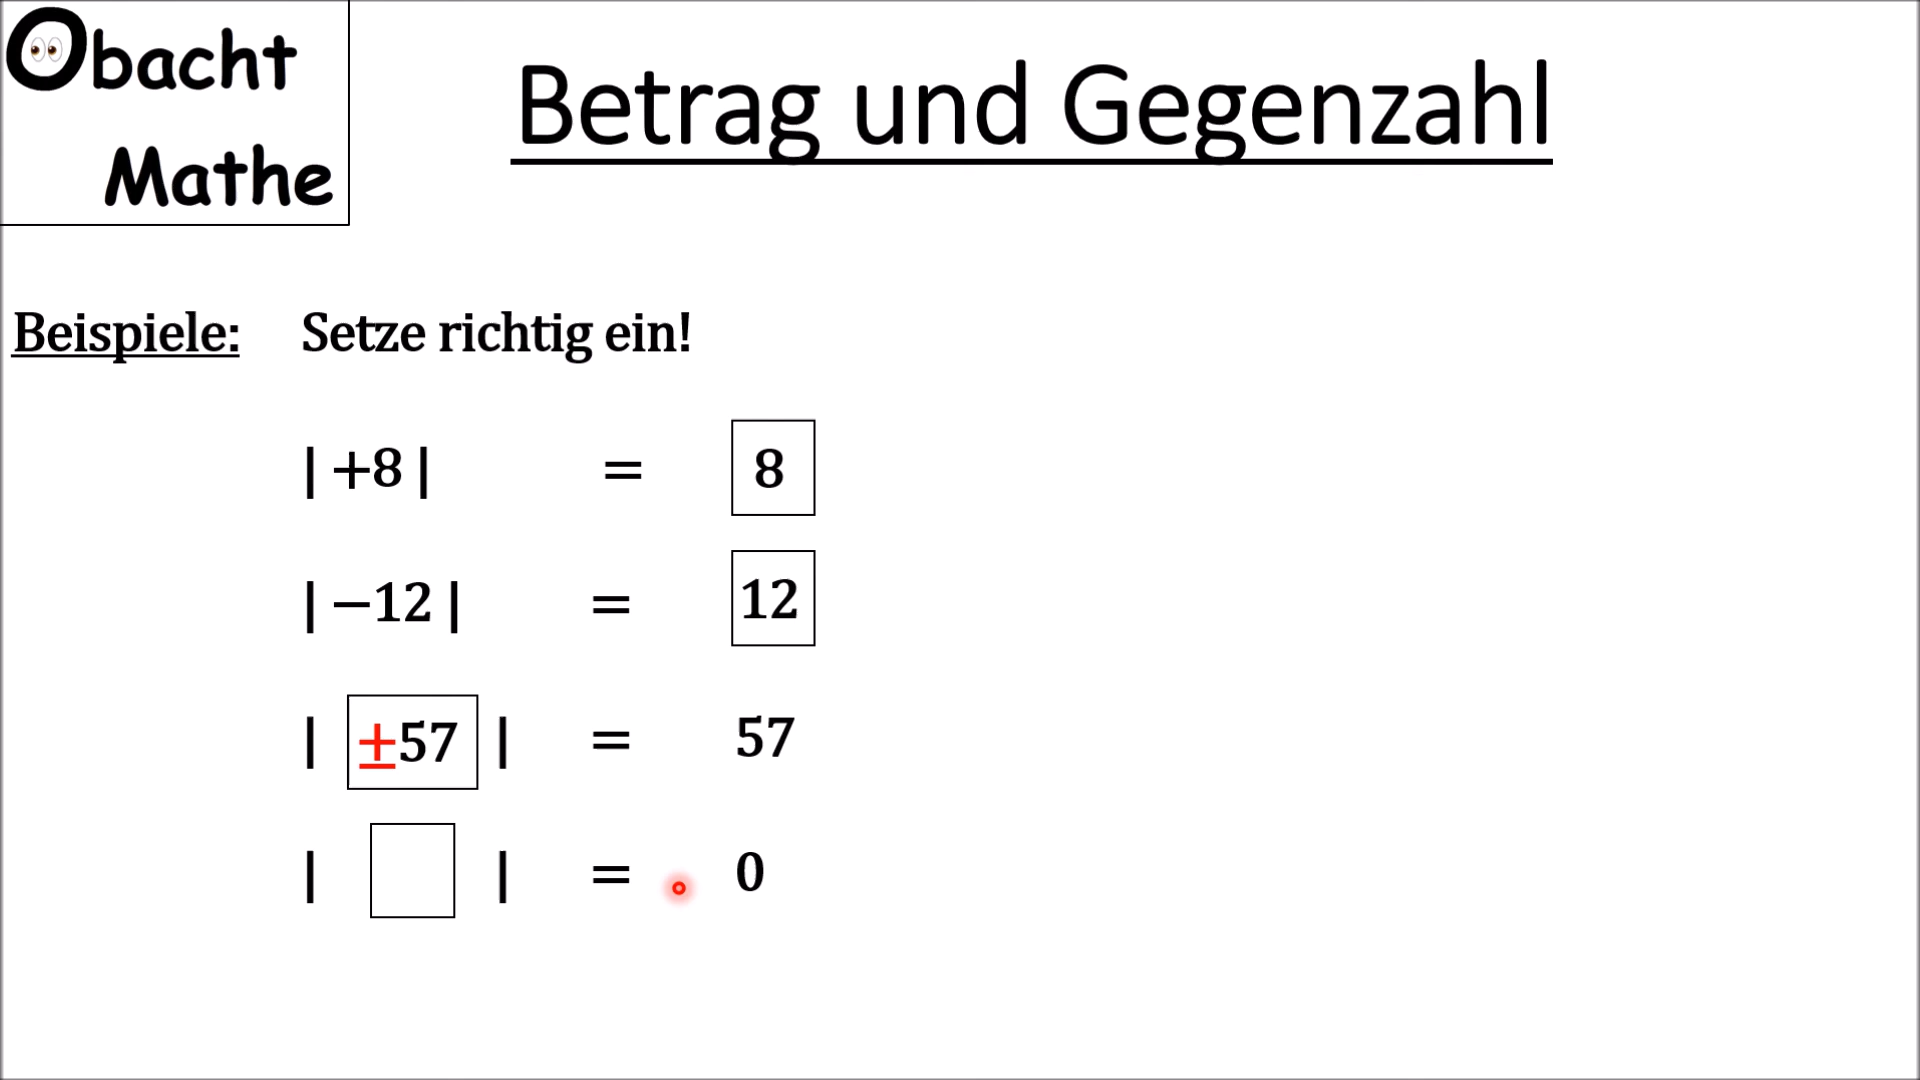 Obacht
Mathe
Betrag und Gegenzahl
Beispiele: Setze richtig ein!
|+8| = 8
|−12| = 12
| ±57 | = 57
| | = 0